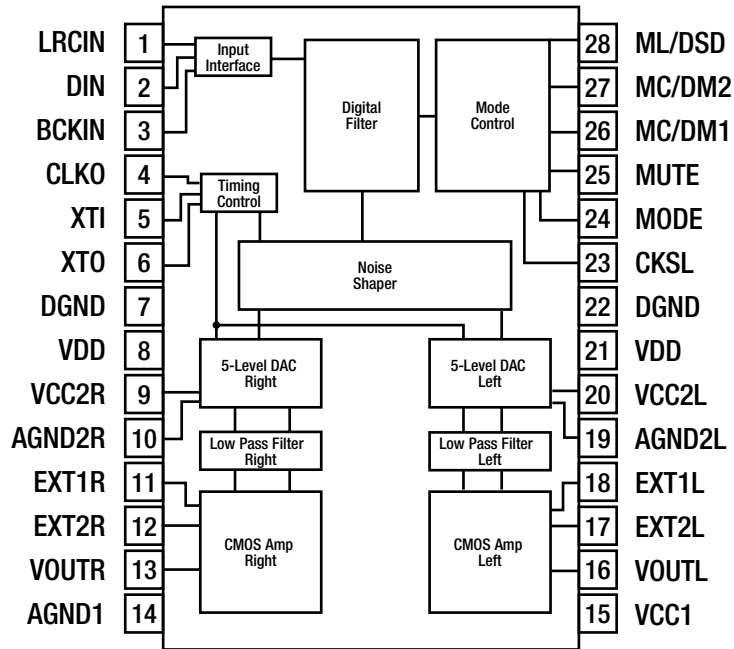 LRCIN 1
DIN 2
BCKIN 3
CLKO 4
XTI 5
XTO 6
DGND 7
VDD 8
VCC2R 9
AGND2R 10
EXT1R 11
EXT2R 12
VOUTR 13
AGND1 14
Input
Interface
Digital
Filter
Mode
Control
Timing
Control
Noise
Shaper
5-Level DAC
Right
5-Level DAC
Left
Low Pass Filter
Right
Low Pass Filter
Left
CMOS Amp
Right
CMOS Amp
Left
28 ML/DSD
27 MC/DM2
26 MC/DM1
25 MUTE
24 MODE
23 CKSL
22 DGND
21 VDD
20 VCC2L
19 AGND2L
18 EXT1L
17 EXT2L
16 VOUTL
15 VCC1